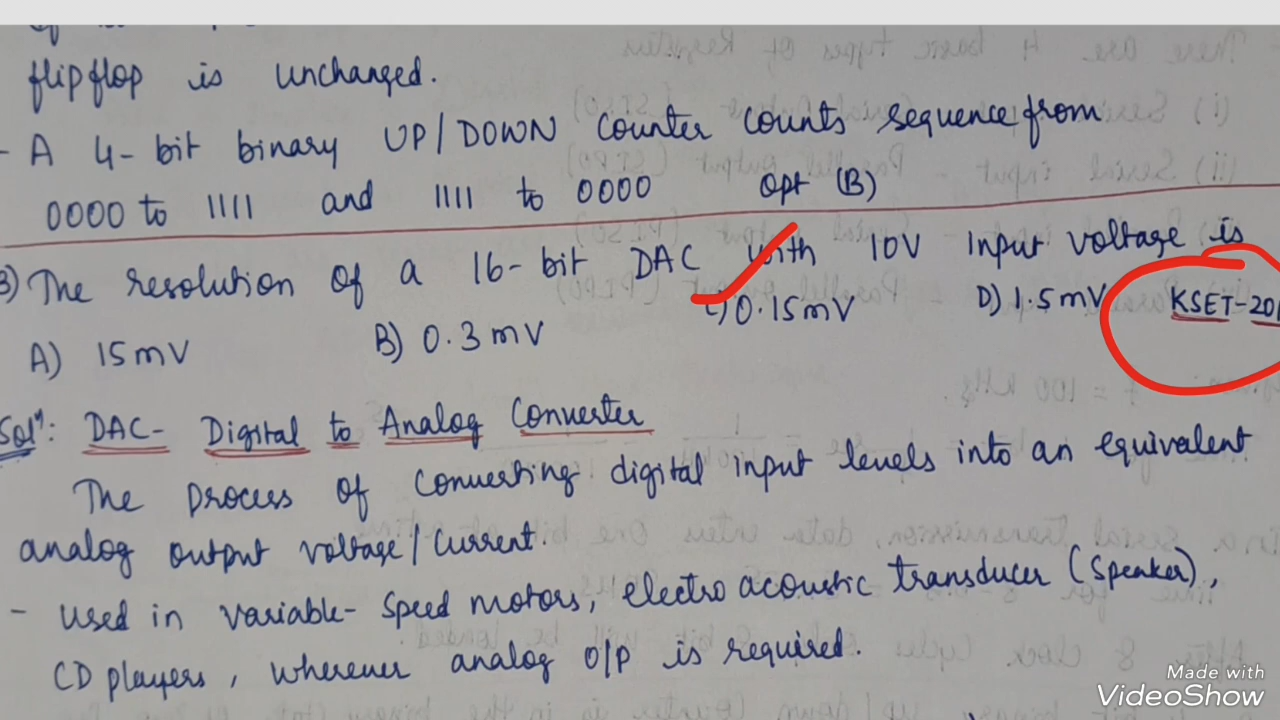 flipflop is unchanged.
- A 4-bit binary UP/DOWN counter counts sequence from
0000 to 1111 and 1111 to 0000 opt (B)
3) The resolution of a 16-bit DAC with 10V input voltage is
A) 15mV B) 0.3mV C) 0.15mV D) 1.5mV KSET-20
Solⁿ: DAC- Digital to Analog Converter
The process of converting digital input levels into an equivalent
analog output voltage/current.
- used in variable-speed motors, electro acoustic transducer (speaker),
CD players, wherever analog O/P is required.
Made with
VideoShow